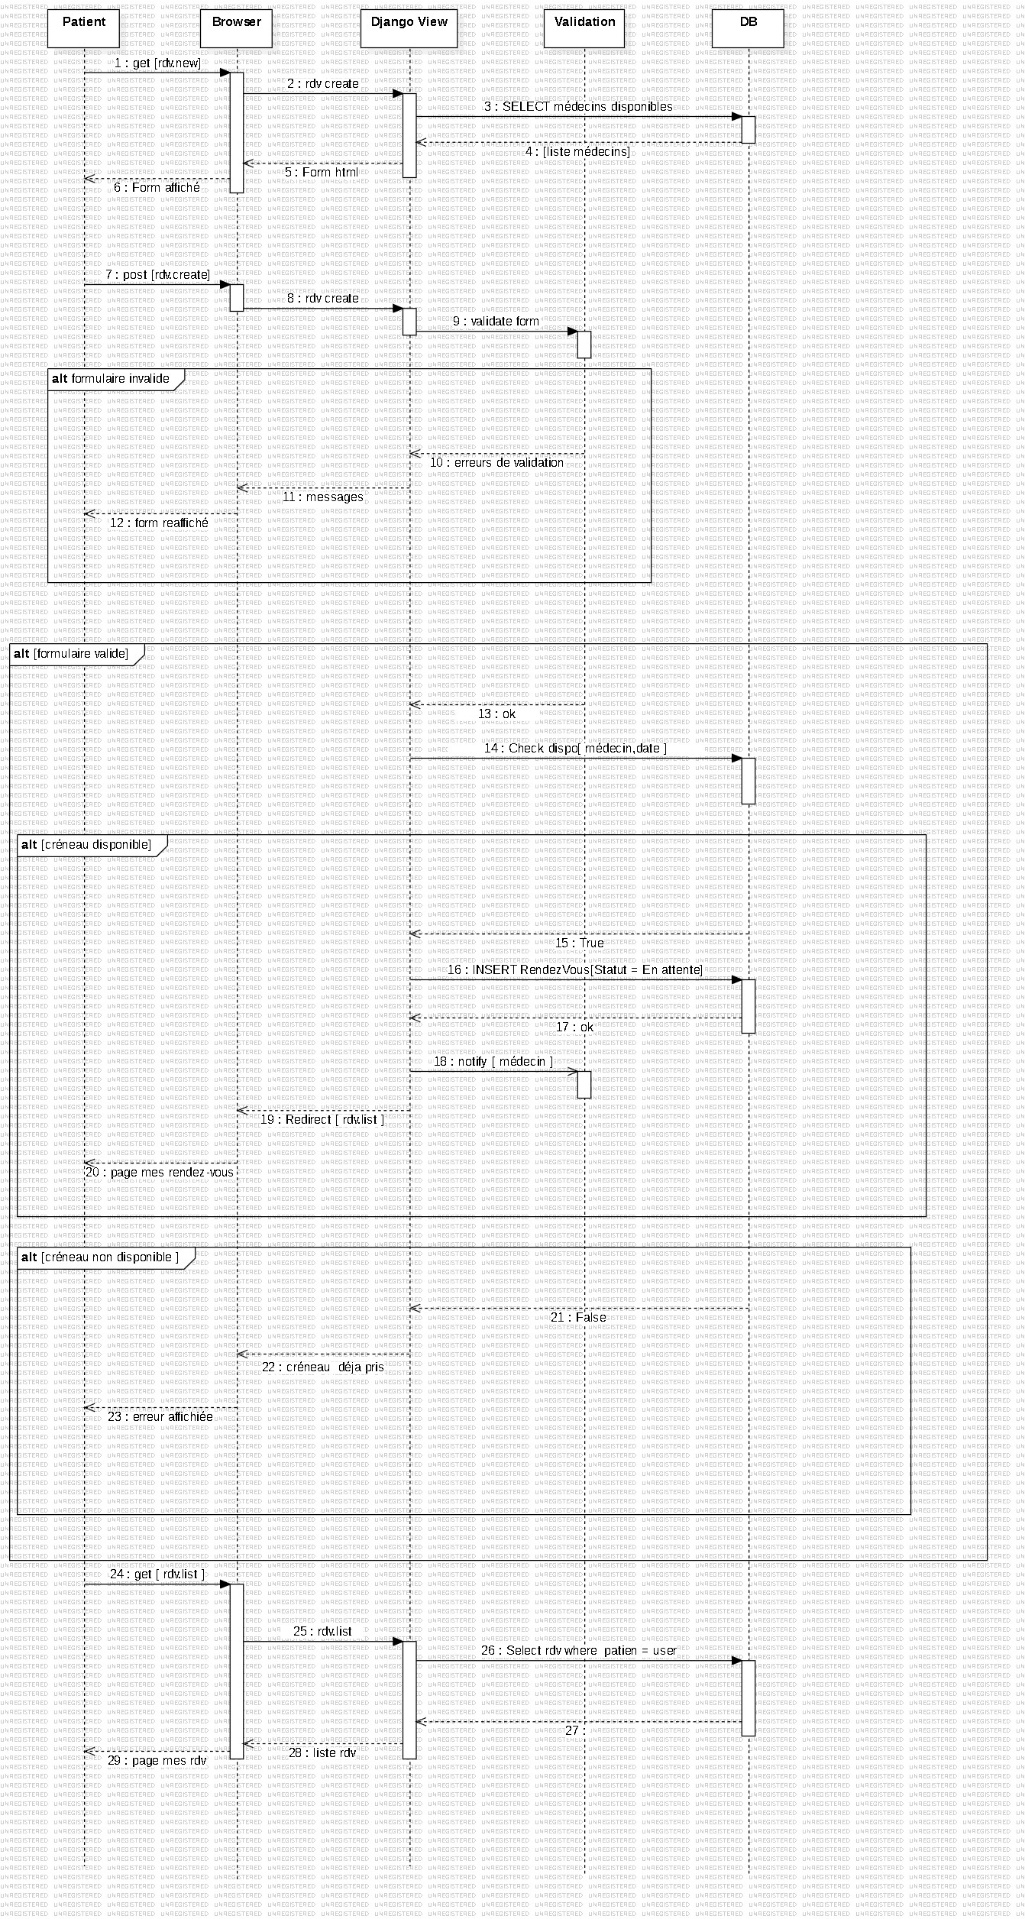 Patient
Browser
Django View
Validation
DB
1 : get [rdv.new]
2 : rdv create
3 : SELECT médecins disponibles
4 : [liste médecins]
5 : Form html
6 : Form affiché
7 : post [rdv.create]
8 : rdv create
9 : validate form
alt formulaire invalide
10 : erreurs de validation
11 : messages
12 : form reaffiché
alt [formulaire valide]
13 : ok
14 : Check dispo[ médecin,date ]
alt [créneau disponible]
15 : True
16 : INSERT RendezVous[Statut = En attente]
17 : ok
18 : notify [ médecin ]
19 : Redirect [ rdv.list ]
20 : page mes rendez-vous
alt [créneau non disponible ]
21 : False
22 : créneau  déja pris
23 : erreur affichiée
24 : get [ rdv.list ]
25 : rdv.list
26 : Select rdv where  patien = user
27 :
28 : liste rdv
29 : page mes rdv